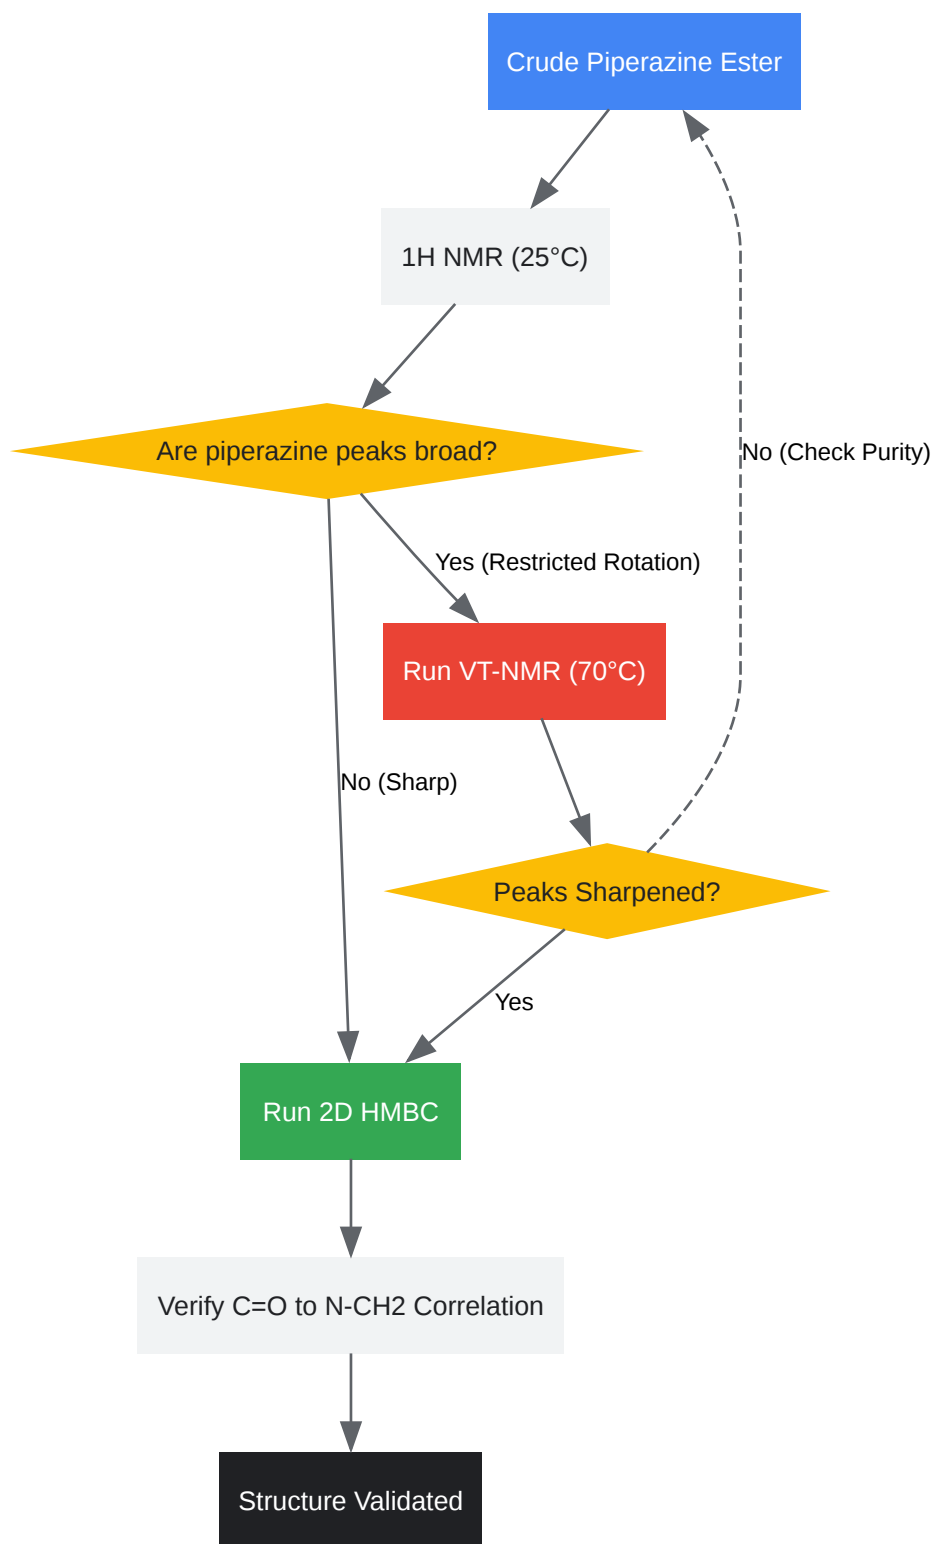 Crude Piperazine Ester
1H NMR (25°C)
Are piperazine peaks broad?
No (Check Purity)
Yes (Restricted Rotation)
Run VT-NMR (70°C)
No (Sharp)
Peaks Sharpened?
Yes
Run 2D HMBC
Verify C=O to N-CH2 Correlation
Structure Validated